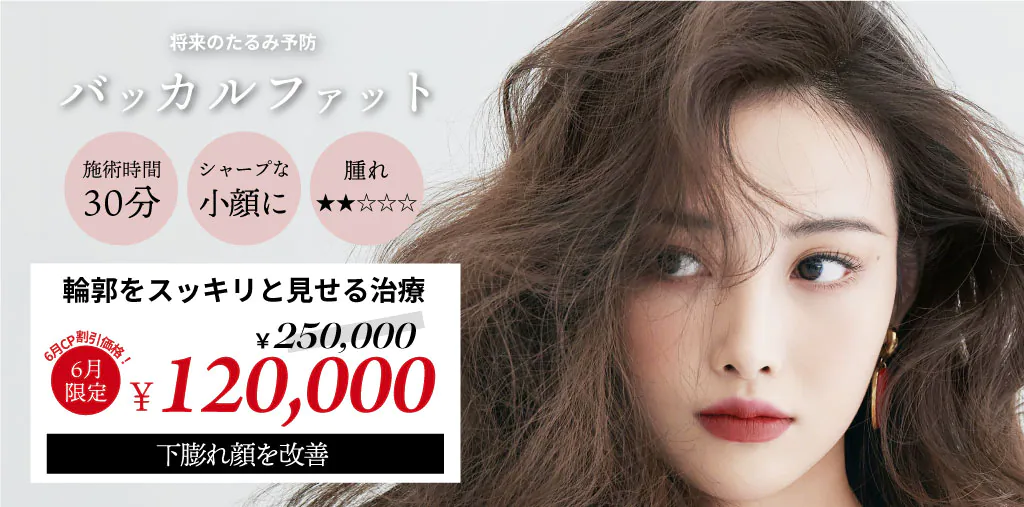 将来のたるみ予防
バッカルファット
施術時間
30分
シャープな
小顔に
腫れ
★★☆☆☆
輪郭をスッキリと見せる治療
¥250,000
6月CP割引価格！
6月
限定
¥120,000
下膨れ顔を改善